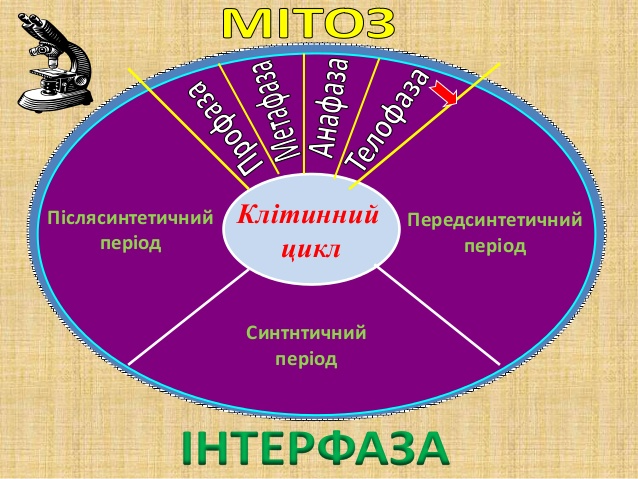 МІТОЗ
Профаза
Метафаза
Анафаза
Телофаза
Клітинний
цикл
Післясинтетичний
період
Передсинтетичний
період
Синтнтичний
період
ІНТЕРФАЗА